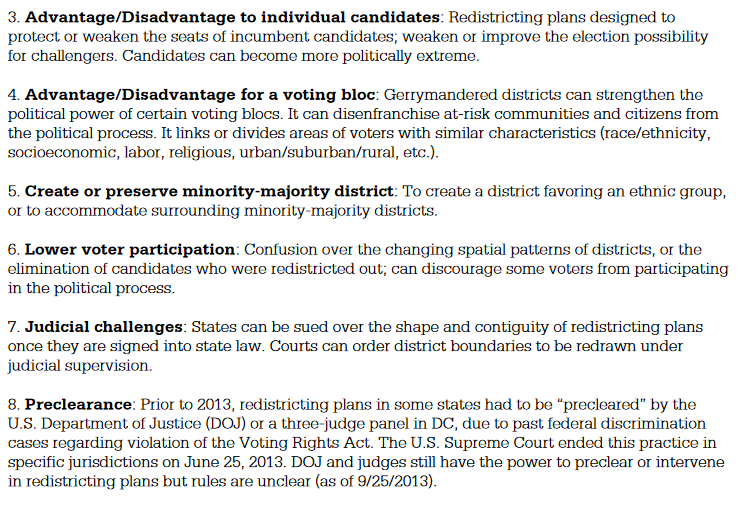 3. Advantage/Disadvantage to individual candidates: Redistricting plans designed to
protect or weaken the seats of incumbent candidates; weaken or improve the election possibility
for challengers. Candidates can become more politically extreme.
4. Advantage/Disadvantage for a voting bloc: Gerrymandered districts can strengthen the
political power of certain voting blocs. It can disenfranchise at-risk communities and citizens from
the political process. It links or divides areas of voters with similar characteristics (race/ethnicity,
socioeconomic, labor, religious, urban/suburban/rural, etc.).
5. Create or preserve minority-majority district: To create a district favoring an ethnic group,
or to accommodate surrounding minority-majority districts.
6. Lower voter participation: Confusion over the changing spatial patterns of districts, or the
elimination of candidates who were redistricted out; can discourage some voters from participating
in the political process.
7. Judicial challenges: States can be sued over the shape and contiguity of redistricting plans
once they are signed into state law. Courts can order district boundaries to be redrawn under
judicial supervision.
8. Preclearance: Prior to 2013, redistricting plans in some states had to be “precleared” by the
U.S. Department of Justice (DOJ) or a three-judge panel in DC, due to past federal discrimination
cases regarding violation of the Voting Rights Act. The U.S. Supreme Court ended this practice in
specific jurisdictions on June 25, 2013. DOJ and judges still have the power to preclear or intervene
in redistricting plans but rules are unclear (as of 9/25/2013).